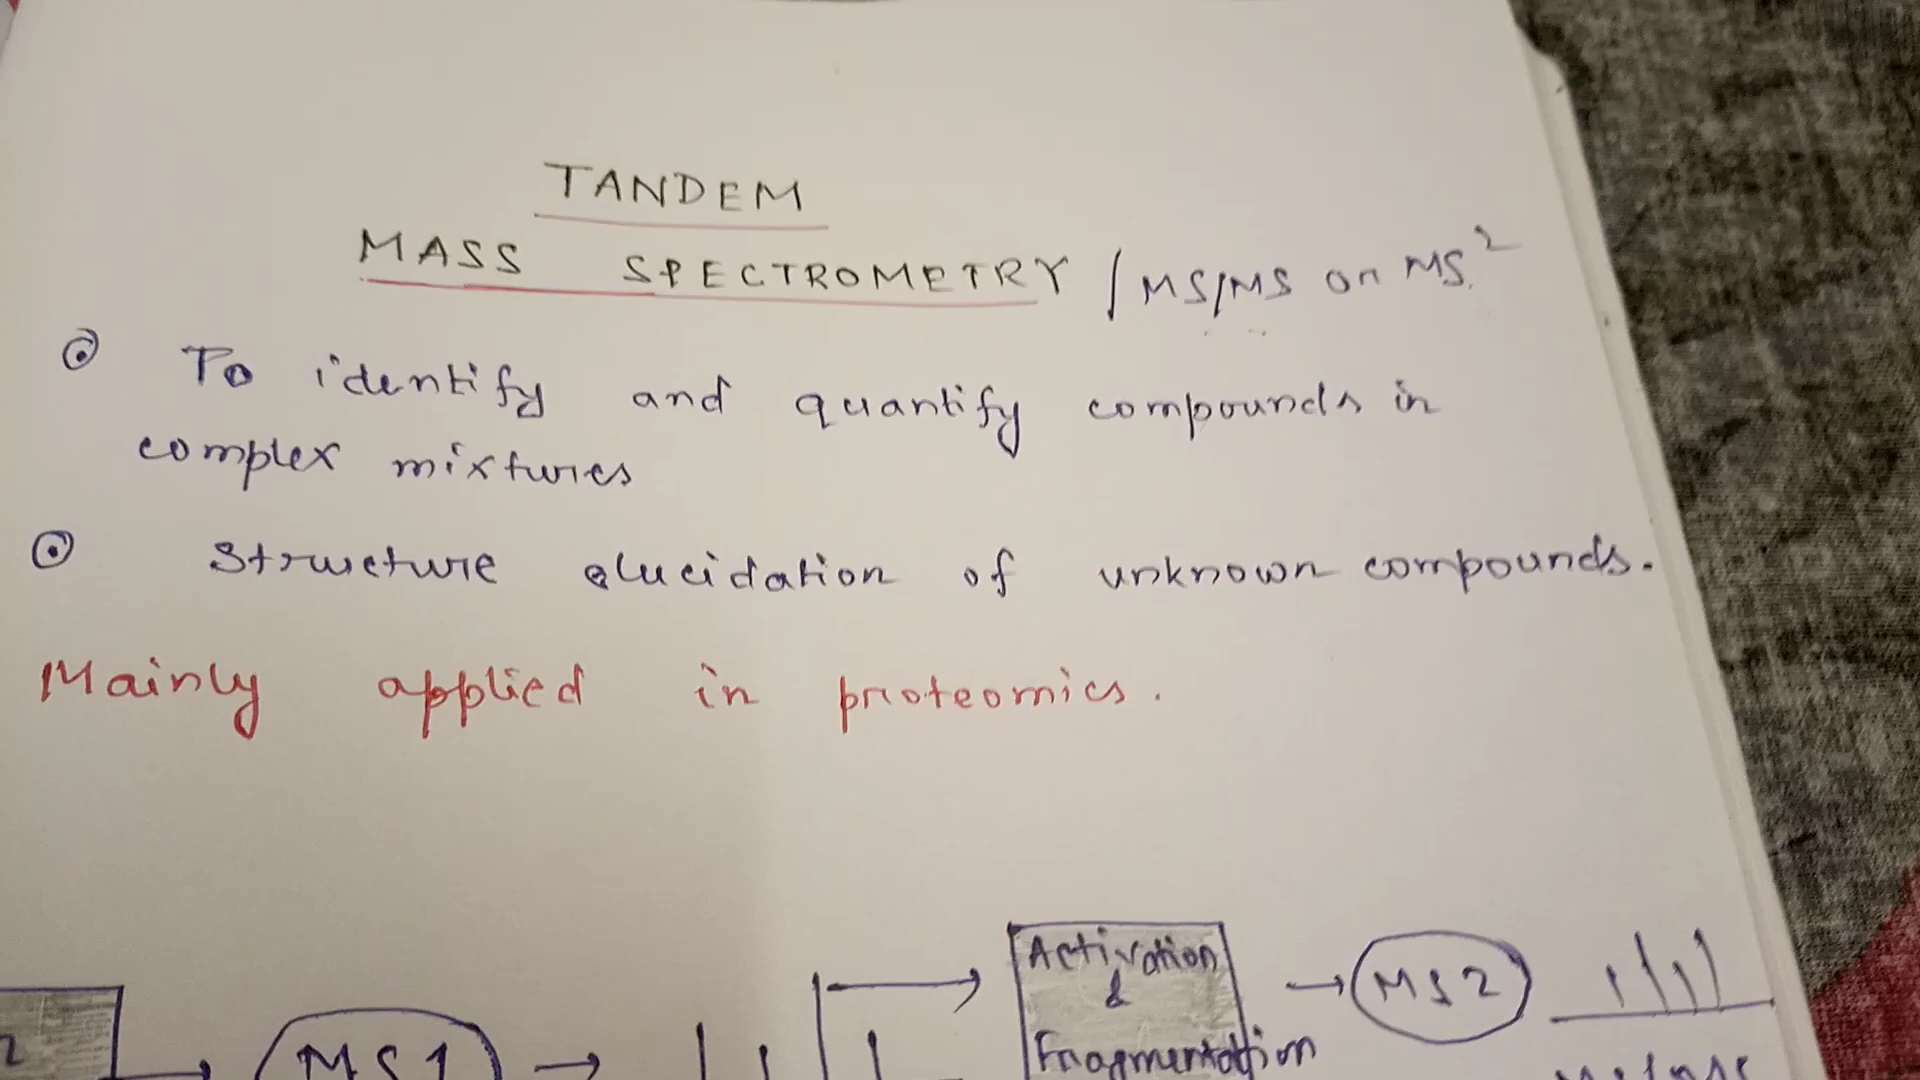 TANDEM
MASS SPECTROMETRY / MS/MS or MS²
To identify and quantify compounds in
complex mixtures
Structure elucidation of unknown compounds.
Mainly applied in proteomics.
Activation
&
Fragmentation
MS2
MS1